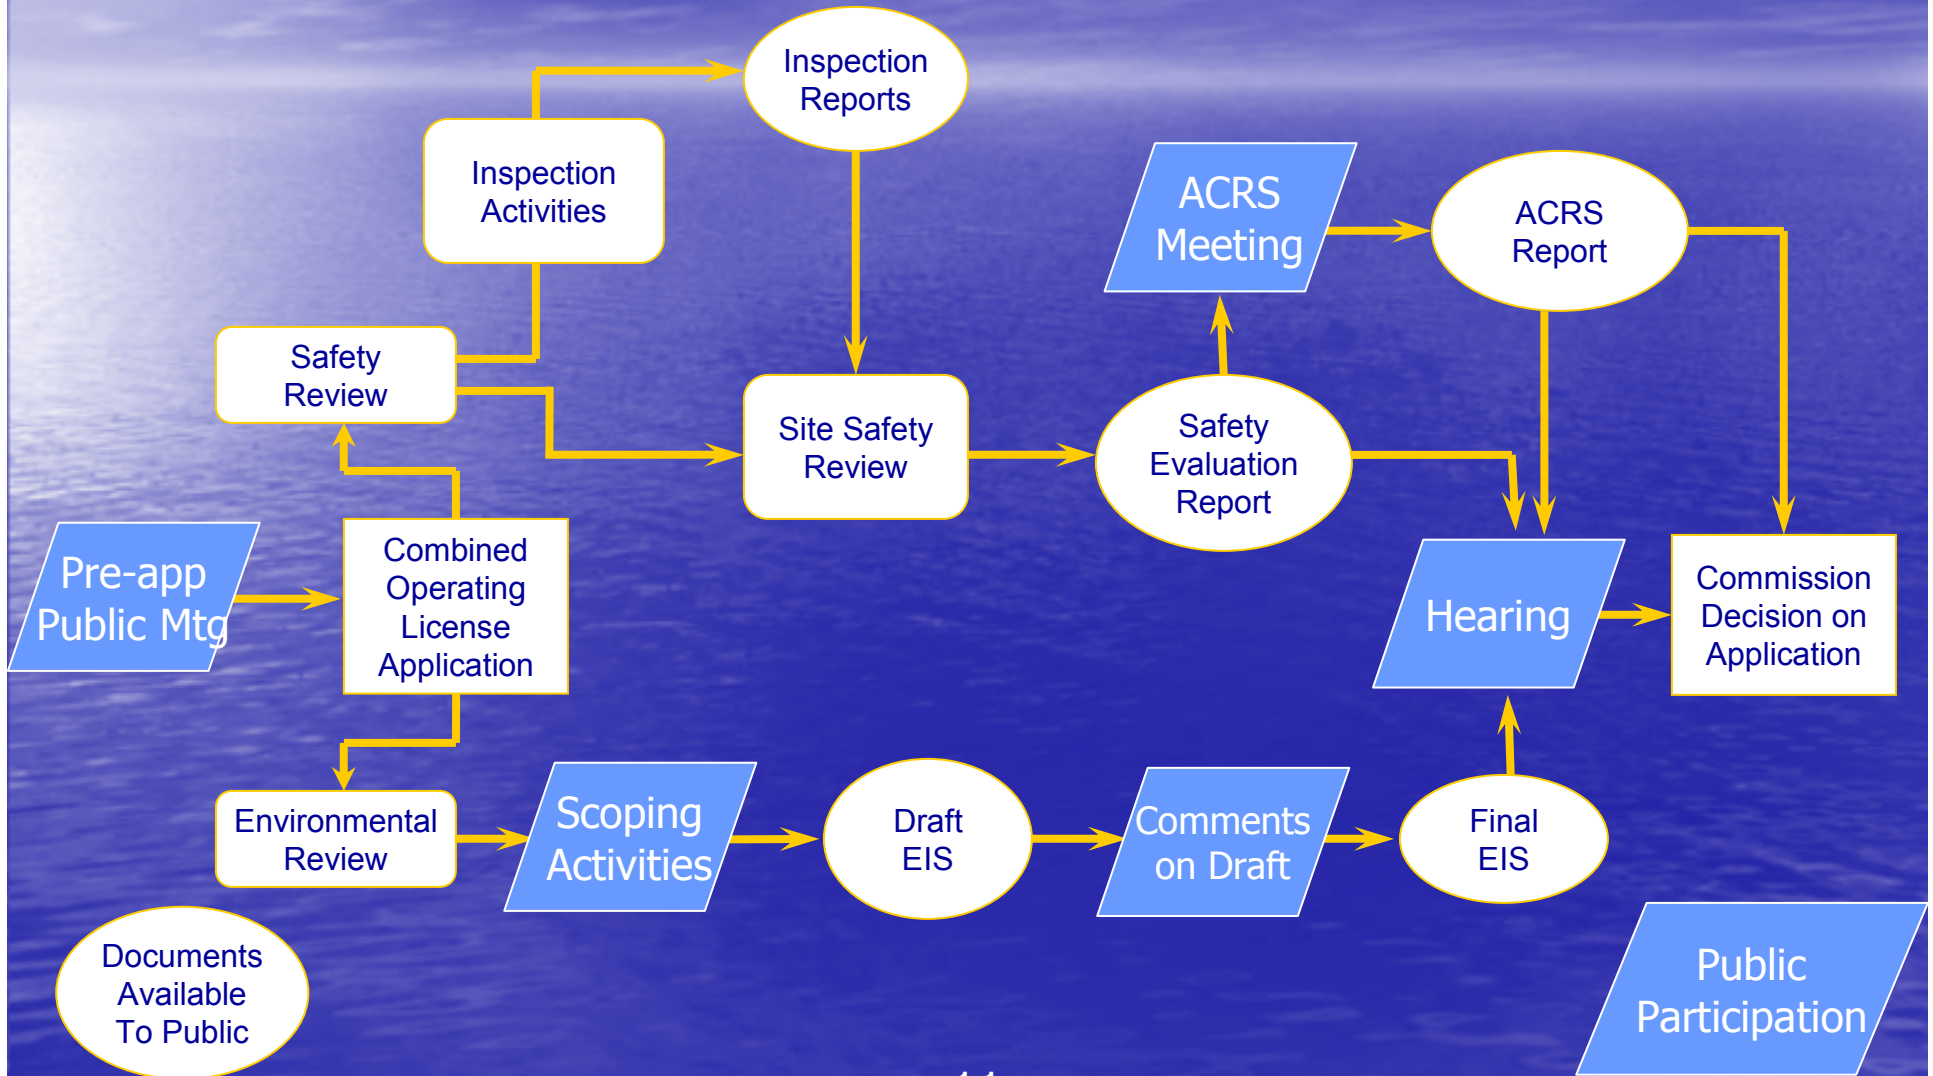 Inspection
Reports
Inspection
Activities
ACRS
Meeting
ACRS
Report
Safety
Review
Site Safety
Review
Safety
Evaluation
Report
Pre-app
Public Mtg
Combined
Operating
License
Application
Hearing
Commission
Decision on
Application
Environmental
Review
Scoping
Activities
Draft
EIS
Comments
on Draft
Final
EIS
Documents
Available
To Public
Public
Participation